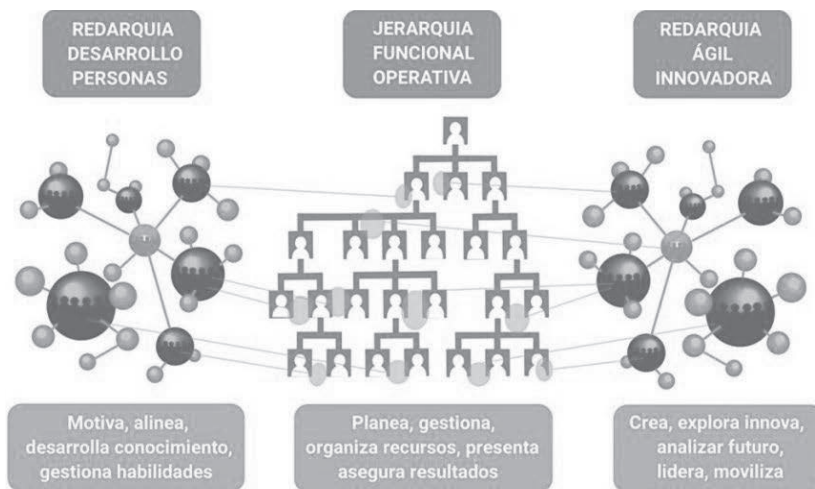 REDARQUIA
DESARROLLO
PERSONAS
JERARQUIA
FUNCIONAL
OPERATIVA
REDARQUIA
ÁGIL
INNOVADORA
Motiva, alinea,
desarrolla conocimiento,
gestiona habilidades
Planea, gestiona,
organiza recursos, presenta
asegura resultados
Crea, explora innova,
analizar futuro,
lidera, moviliza